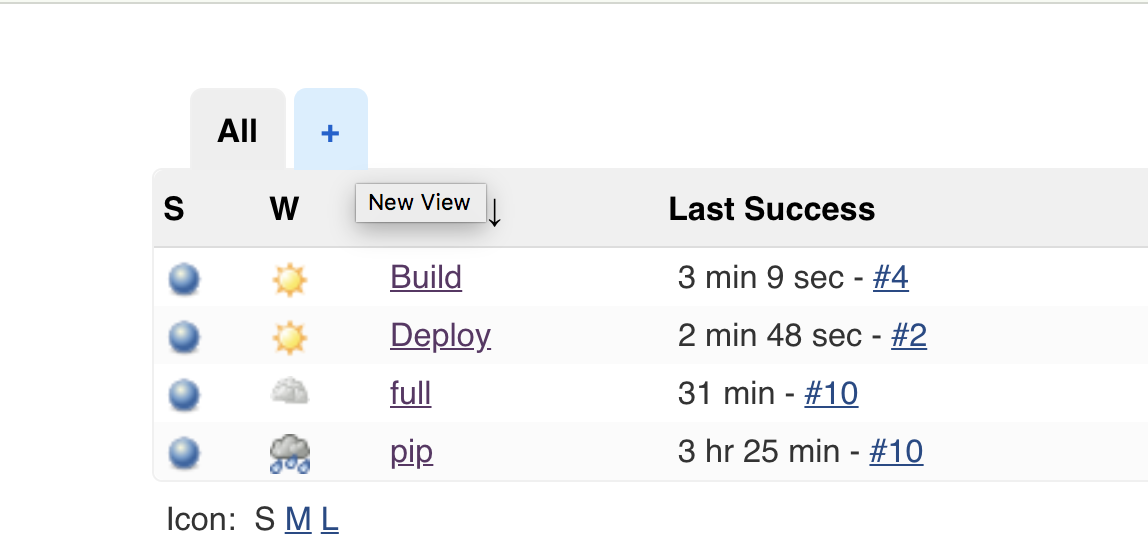 All +
S W New View ↓ Last Success
Build 3 min 9 sec - #4
Deploy 2 min 48 sec - #2
full 31 min - #10
pip 3 hr 25 min - #10
Icon: S M L